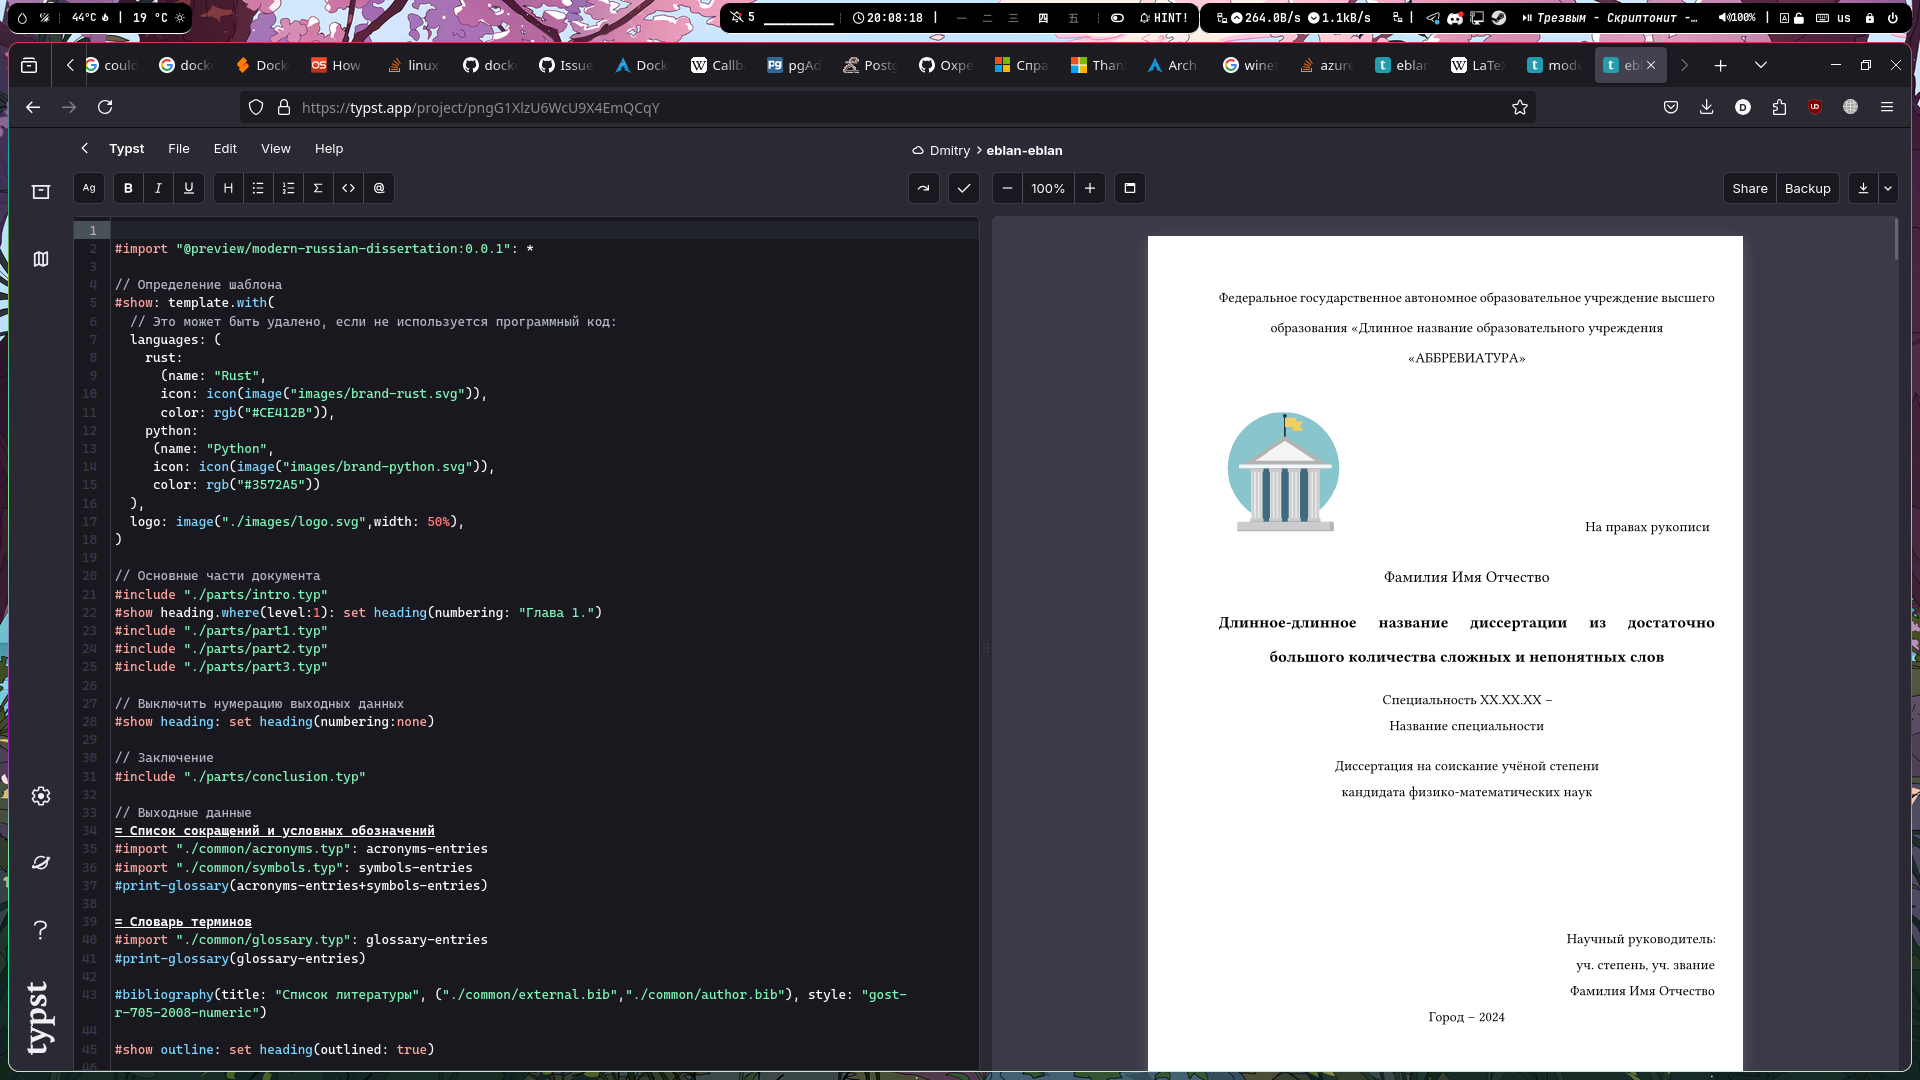 44°C
19 °C
5
20:08:18
一 二 三 四 五
HINT!
264.0B/s 1.1kB/s
Трезвым - Скриптонит -…
100%
us
could
docke
Dock
How
linux
docke
Issue
Dock
Callb
pgAd
Postg
Oxpe
Спра
Than
Arch
winet
azure
eblan
LaTe
mode
ebl
https://typst.app/project/pngG1XlzU6WcU9X4EmQCqY
Typst File Edit View Help
Dmitry > eblan-eblan
Ag B I U H Σ <> @
100%
Share Backup
1
2 #import "@preview/modern-russian-dissertation:0.0.1": *
3
4 // Определение шаблона
5 #show: template.with(
6 // Это может быть удалено, если не используется программный код:
7 languages: (
8 rust:
9 (name: "Rust",
10 icon: icon(image("images/brand-rust.svg")),
11 color: rgb("#CE412B")),
12 python:
13 (name: "Python",
14 icon: icon(image("images/brand-python.svg")),
15 color: rgb("#3572A5"))
16 ),
17 logo: image("./images/logo.svg",width: 50%),
18 )
19
20 // Основные части документа
21 #include "./parts/intro.typ"
22 #show heading.where(level:1): set heading(numbering: "Глава 1.")
23 #include "./parts/part1.typ"
24 #include "./parts/part2.typ"
25 #include "./parts/part3.typ"
26
27 // Выключить нумерацию выходных данных
28 #show heading: set heading(numbering:none)
29
30 // Заключение
31 #include "./parts/conclusion.typ"
32
33 // Выходные данные
34 = Список сокращений и условных обозначений
35 #import "./common/acronyms.typ": acronyms-entries
36 #import "./common/symbols.typ": symbols-entries
37 #print-glossary(acronyms-entries+symbols-entries)
38
39 = Словарь терминов
40 #import "./common/glossary.typ": glossary-entries
41 #print-glossary(glossary-entries)
42
43 #bibliography(title: "Список литературы", ("./common/external.bib","./common/author.bib"), style: "gost-
r-705-2008-numeric")
44
45 #show outline: set heading(outlined: true)
46
typst
Федеральное государственное автономное образовательное учреждение высшего
образования «Длинное название образовательного учреждения
«АББРЕВИАТУРА»
На правах рукописи
Фамилия Имя Отчество
Длинное-длинное название диссертации из достаточно
большого количества сложных и непонятных слов
Специальность XX.XX.XX –
Название специальности
Диссертация на соискание учёной степени
кандидата физико-математических наук
Научный руководитель:
уч. степень, уч. звание
Фамилия Имя Отчество
Город – 2024